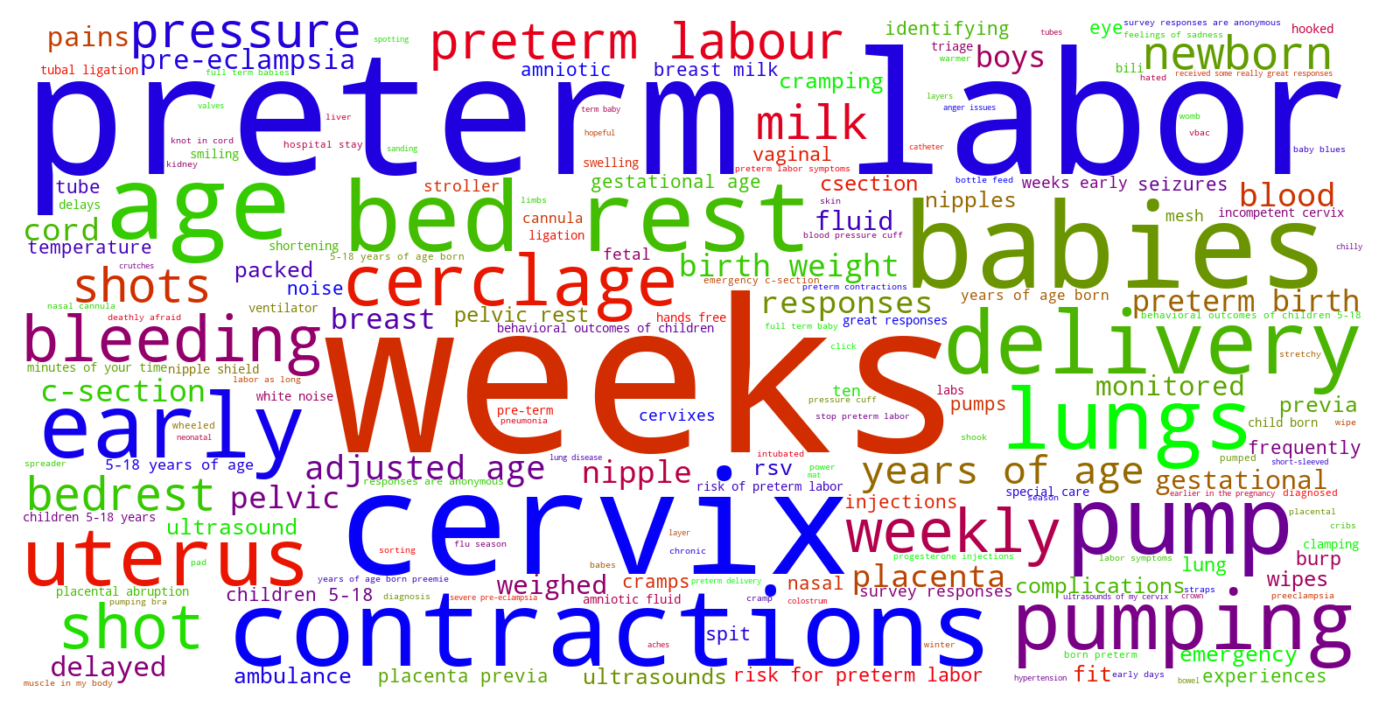 survey responses are anonymous
pains
pressure
preterm labour
identifying
eye
feelings of sadness
tubes
hooked
spotting
triage
boys
newborn
pre-eclampsia
warmer
tubal ligation
full term babies
amniotic
breast milk
cramping
bili
hated
received some really great responses
preterm labor
valves
term baby
layers
anger issues
milk
womb
liver
hopeful
vbac
knot in cord
hospital stay
sanding
catheter
baby blues
smiling
kidney
swelling
vaginal
preterm labor symptoms
tube
age
bed rest
stroller
gestational age
csection
bottle feed
weeks early
seizures
blood
delays
limbs
skin
nipples
babies
cord
cannula
fluid
mesh
incompetent cervix
temperature
ligation
blood pressure cuff
shortening
5-18 years of age born
fetal
chilly
crutches
shots
packed
cerclage
birth weight
noise
emergency c-section
preterm contractions
years of age born
preterm birth
nasal cannula
ventilator
responses
deathly afraid
breast
pelvic rest
hands free
great responses
behavioral outcomes of children 5-18
bleeding
behavioral outcomes of children
full term baby
delivery
weeks
click
stretchy
minutes of your time
nipple shield
labor as long
c-section
white noise
ten
labs
monitored
early
pre-term
pneumonia
cervixes
pressure cuff
stop preterm labor
pumps
lungs
previa
wheeled
child born
wipe
neonatal
shook
frequently
spreader
5-18 years of age
adjusted age
lung disease
intubated
nipple
rsv
power
mat
years of age
pumped
short-sleeved
bedrest
pelvic
responses are anonymous
risk of preterm labor
gestational
special care
season
earlier in the pregnancy
diagnosed
injections
children 5-18 years
cervix
weekly
pump
placental
ultrasound
cribs
uterus
sorting
flu season
layer
chronic
clamping
pad
babes
progesterone injections
labor symptoms
lung
burp
years of age born preemie
weighed
cramps
preterm delivery
nasal
placenta
complications
wipes
placental abruption
children 5-18
diagnosis
severe pre-eclampsia
amniotic fluid
cramp
colostrum
survey responses
straps
ultrasounds of my cervix
crown
preeclampsia
pumping bra
shot
contractions
spit
pumping
aches
winter
delayed
born preterm
emergency
muscle in my body
ambulance
placenta previa
ultrasounds
risk for preterm labor
hypertension
fit
early days
bowel
experiences